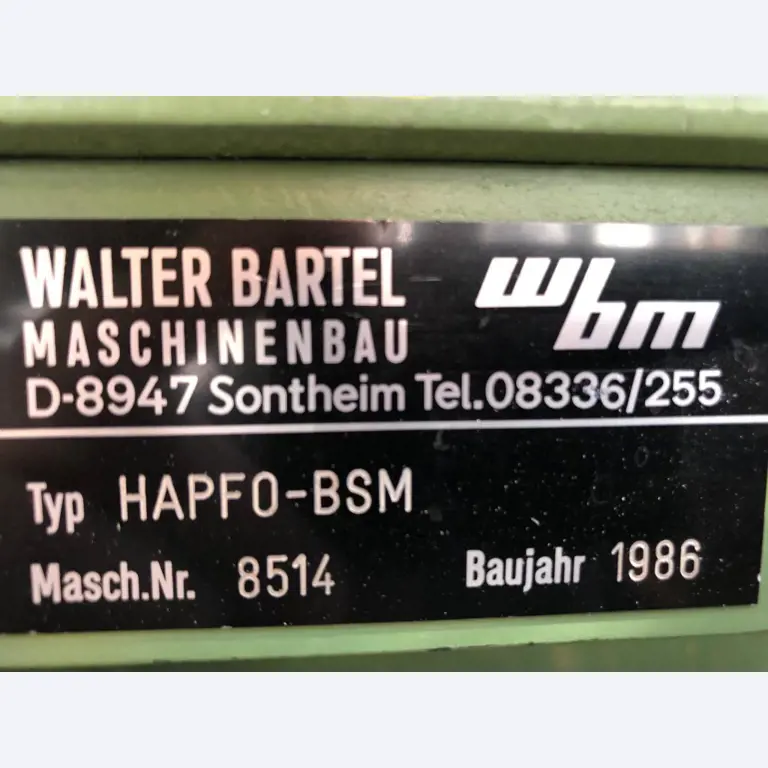 WALTER BARTEL wbm
MASCHINENBAU
D-8947 Sontheim Tel.08336/255
Typ HAPFO-BSM
Masch.Nr. 8514 Baujahr 1986